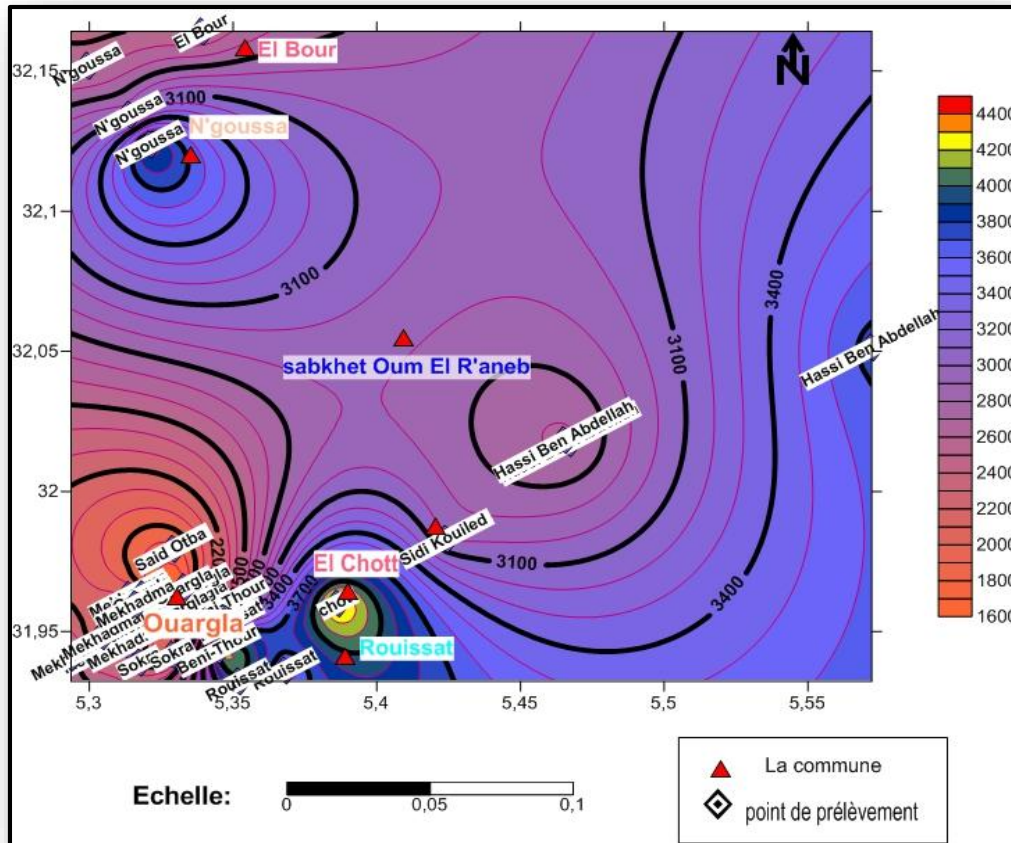 El Bour
El Bour
32,15
N'goussa
3100
N'goussa
N'goussa
N'goussa
32,1
3100
32,05
sabkhet Oum El R'aneb
Hassi Ben Abdellah
Hassi Ben Abdellah
3400
3100
32
3100
3400
Said Otba
Sidi Kouiled
3400
3700
El Chott
Mekhadma
Ouargla
31,95
Rouissat
Beni-Thour
Rouissat
Rouissat
5,3
5,35
5,4
5,45
5,5
5,55
N
4400
4200
4000
3800
3600
3400
3200
3000
2800
2600
2400
2200
2000
1800
1600
Echelle:
0
0,05
0,1
La commune
point de prélèvement